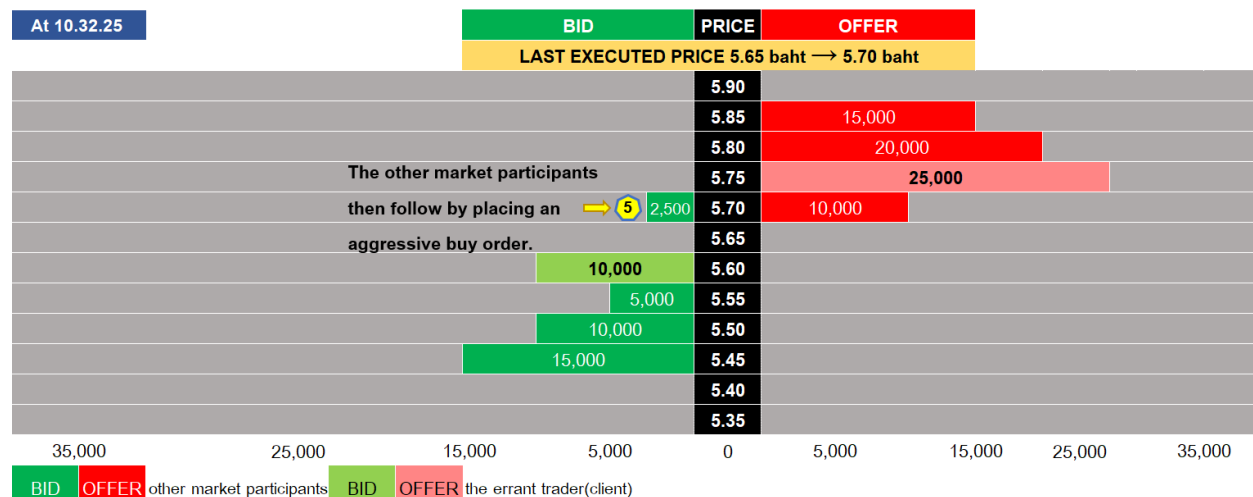 At 10.32.25 BID PRICE OFFER
LAST EXECUTED PRICE 5.65 baht → 5.70 baht
5.90
5.85 15,000
5.80 20,000
The other market participants 5.75 25,000
then follow by placing an 5 2,500 5.70 10,000
aggressive buy order. 5.65
10,000 5.60
5,000 5.55
10,000 5.50
15,000 5.45
5.40
5.35
35,000 25,000 15,000 5,000 0 5,000 15,000 25,000 35,000
BID OFFER other market participants BID OFFER the errant trader(client)